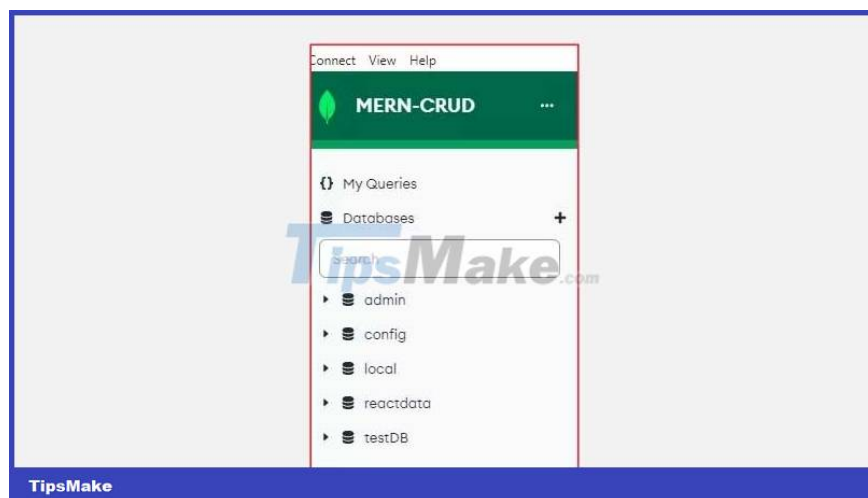 Connect View Help
MERN-CRUD ...
{} My Queries
Databases +
Search
TipsMake.com
admin
config
local
reactdata
testDB
TipsMake